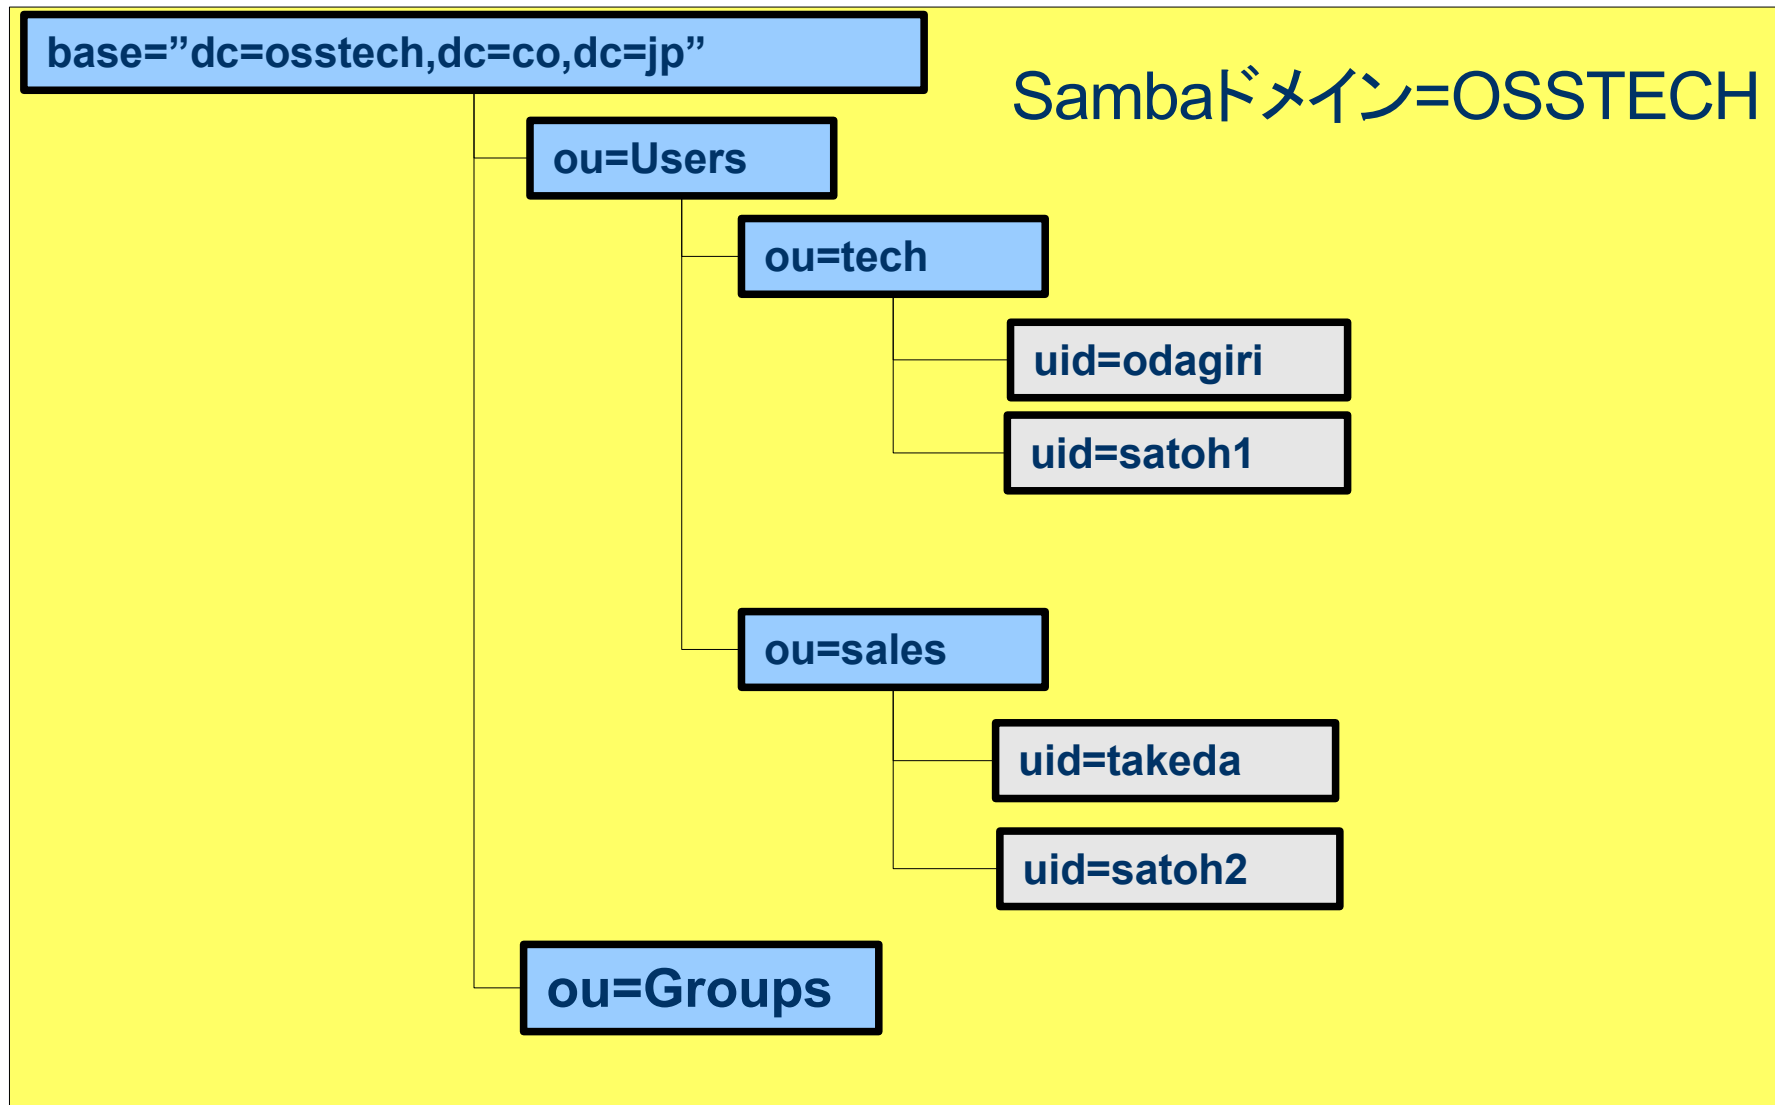 base=”dc=osstech,dc=co,dc=jp”
Sambaドメイン=OSSTECH
ou=Users
ou=tech
uid=odagiri
uid=satoh1
ou=sales
uid=takeda
uid=satoh2
ou=Groups